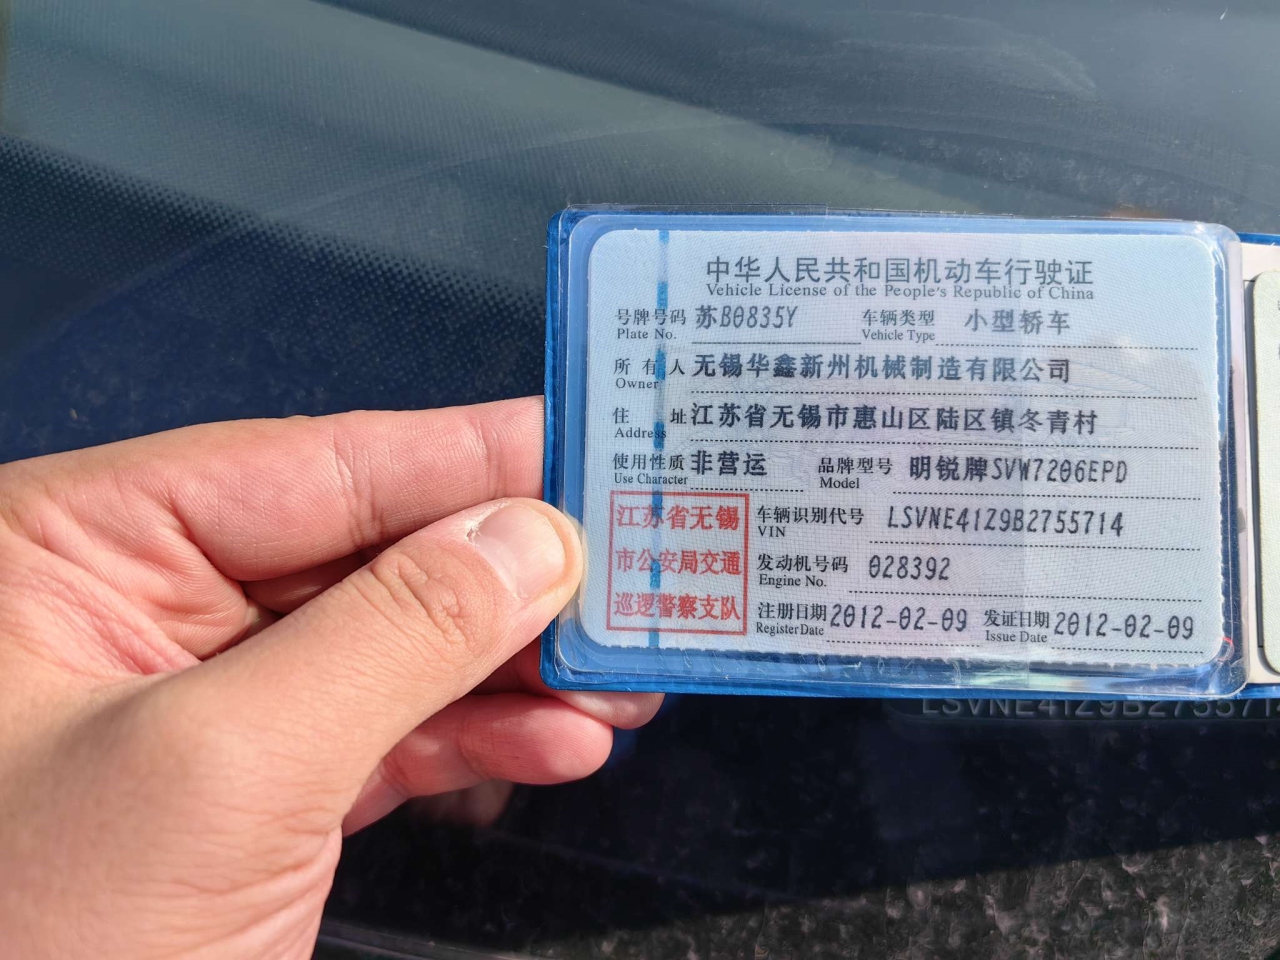 中华人民共和国机动车行驶证
Vehicle License of the People's Republic of China
号牌号码 苏B0835Y 车辆类型 小型轿车
Plate No. Vehicle Type
所有人 无锡华鑫新州机械制造有限公司
Owner
住址 江苏省无锡市惠山区陆区镇冬青村
Address
使用性质 非营运 品牌型号 明锐牌SVW7206EPD
Use Character Model
江苏省无锡
市公安局交通
巡逻警察支队
车辆识别代号 LSVNE41Z9B2755714
VIN
发动机号码 028392
Engine No.
注册日期 2012-02-09 发证日期 2012-02-09
Register Date Issue Date
LSVNE41Z9B2755714